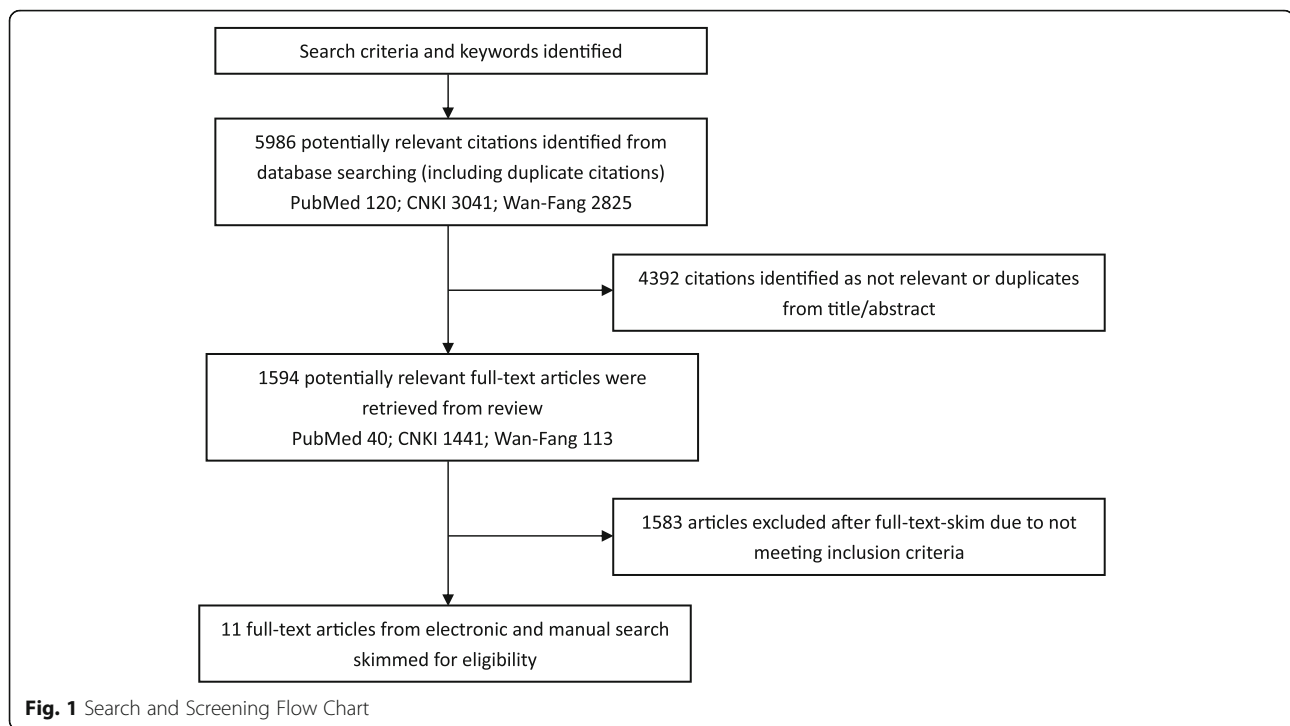 Search criteria and keywords identified
5986 potentially relevant citations identified from
database searching (including duplicate citations)
PubMed 120; CNKI 3041; Wan-Fang 2825
4392 citations identified as not relevant or duplicates
from title/abstract
1594 potentially relevant full-text articles were
retrieved from review
PubMed 40; CNKI 1441; Wan-Fang 113
1583 articles excluded after full-text-skim due to not
meeting inclusion criteria
11 full-text articles from electronic and manual search
skimmed for eligibility
Fig. 1 Search and Screening Flow Chart